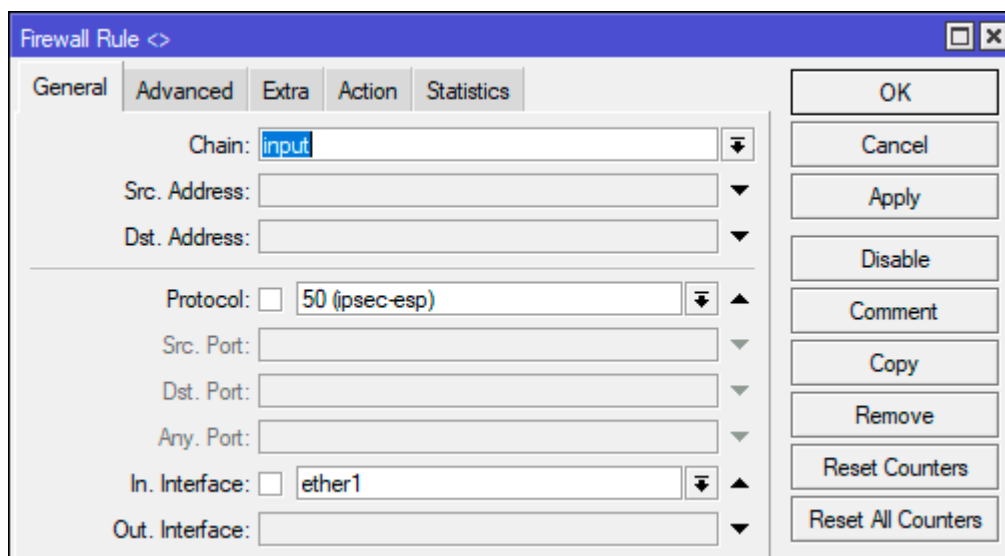 Firewall Rule <>
General Advanced Extra Action Statistics
Chain: input
Src. Address:
Dst. Address:
Protocol: 50 (ipsec-esp)
Src. Port:
Dst. Port:
Any. Port:
In. Interface: ether1
Out. Interface:
OK
Cancel
Apply
Disable
Comment
Copy
Remove
Reset Counters
Reset All Counters